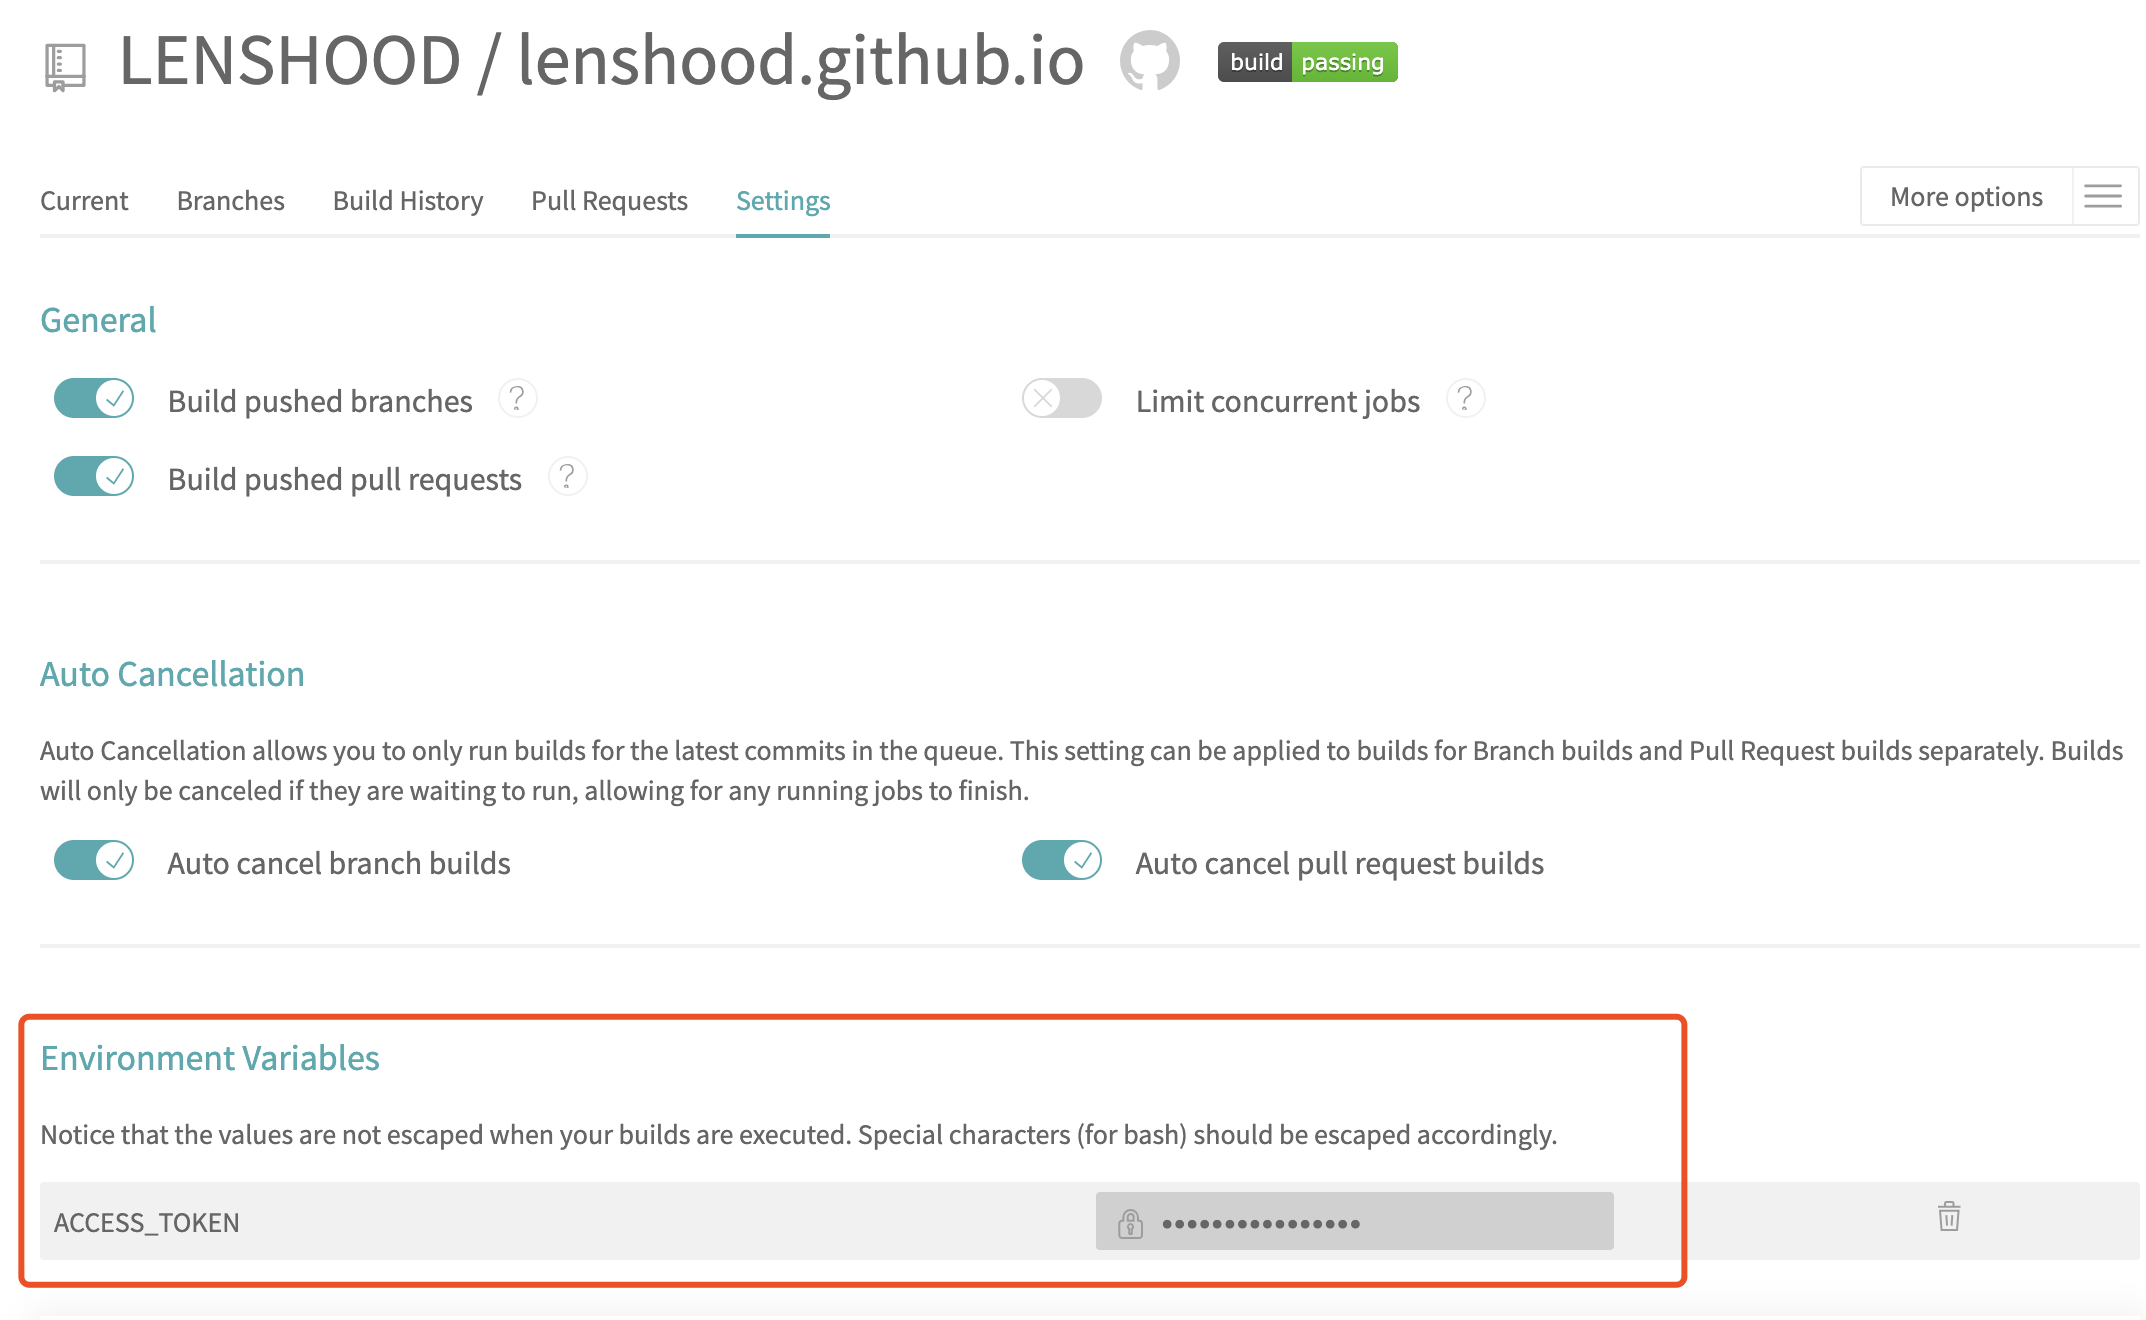 LENSHOOD / lenshood.github.io build passing
Current Branches Build History Pull Requests Settings More options
General
Build pushed branches ? Limit concurrent jobs ?
Build pushed pull requests ?
Auto Cancellation
Auto Cancellation allows you to only run builds for the latest commits in the queue. This setting can be applied to builds for Branch builds and Pull Request builds separately. Builds
will only be canceled if they are waiting to run, allowing for any running jobs to finish.
Auto cancel branch builds Auto cancel pull request builds
Environment Variables
Notice that the values are not escaped when your builds are executed. Special characters (for bash) should be escaped accordingly.
ACCESS_TOKEN ••••••••••••••••